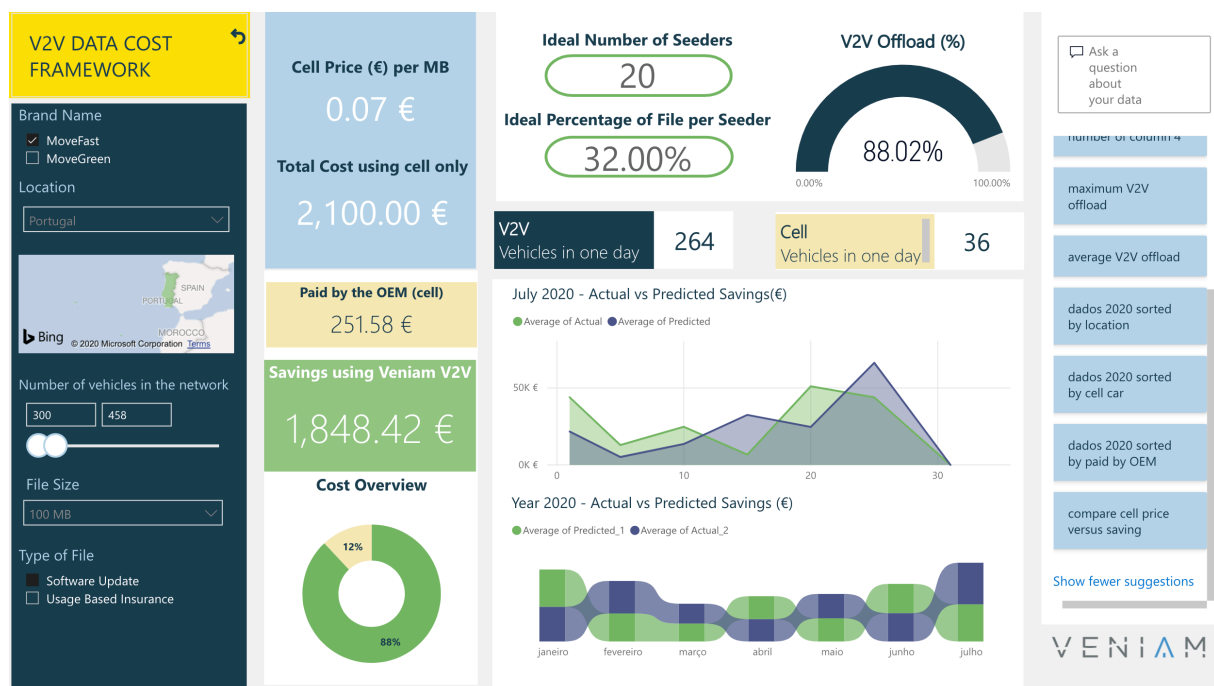 V2V DATA COST
FRAMEWORK
Brand Name
MoveFast
MoveGreen
Location
Portugal
SPAIN
PORTUGAL
MOROCCO
Bing
© 2020 Microsoft Corporation Terms
Number of vehicles in the network
300
458
File Size
100 MB
Type of File
Software Update
Usage Based Insurance
Cell Price (€) per MB
0.07 €
Total Cost using cell only
2,100.00 €
Paid by the OEM (cell)
251.58 €
Savings using Veniam V2V
1,848.42 €
Cost Overview
12%
88%
Ideal Number of Seeders
20
Ideal Percentage of File per Seeder
32.00%
V2V Offload (%)
88.02%
0.00%
100.00%
V2V
Vehicles in one day
264
Cell
Vehicles in one day
36
July 2020 - Actual vs Predicted Savings(€)
Average of Actual Average of Predicted
50K €
0K €
0 10 20 30
Year 2020 - Actual vs Predicted Savings (€)
Average of Predicted_1 Average of Actual_2
janeiro fevereiro março abril maio junho julho
Ask a
question
about
your data
number of column 4
maximum V2V
offload
average V2V offload
dados 2020 sorted
by location
dados 2020 sorted
by cell car
dados 2020 sorted
by paid by OEM
compare cell price
versus saving
Show fewer suggestions
VENIAM